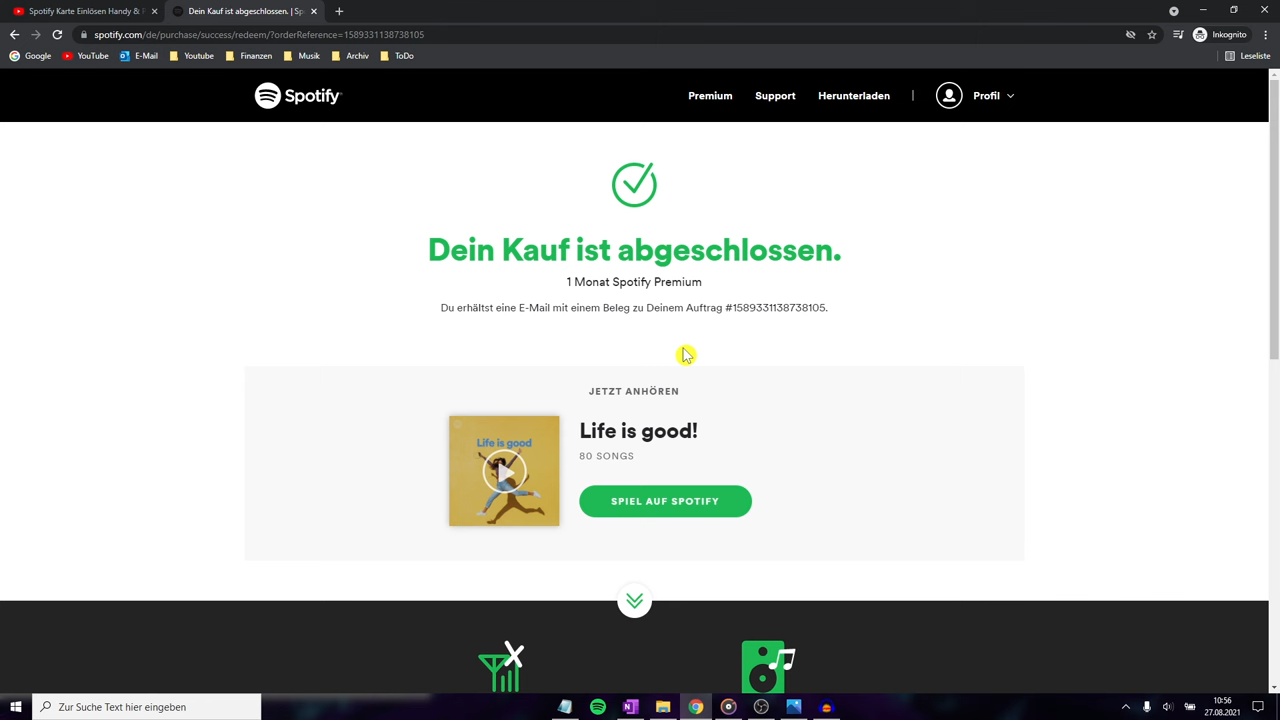 Spotify Karte Einlösen Handy &
Dein Kauf ist abgeschlossen. | Sp
spotify.com/de/purchase/success/redeem/?orderReference=1589331138738105
Inkognito
Google
YouTube
E-Mail
Youtube
Finanzen
Musik
Archiv
ToDo
Leseliste
Spotify
Premium
Support
Herunterladen
Profil
Dein Kauf ist abgeschlossen.
1 Monat Spotify Premium
Du erhältst eine E-Mail mit einem Beleg zu Deinem Auftrag #1589331138738105.
JETZT ANHÖREN
Life is good
Life is good!
80 SONGS
SPIEL AUF SPOTIFY
Zur Suche Text hier eingeben
10:56
27.08.2021